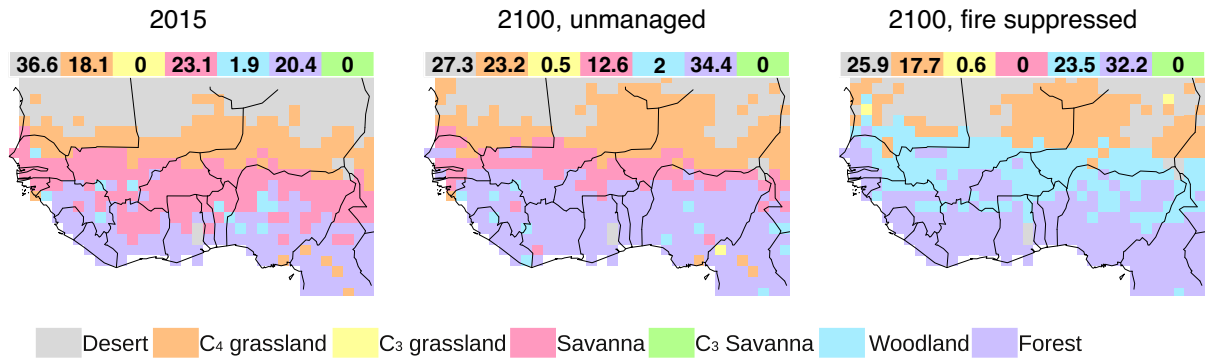 2015 2100, unmanaged 2100, fire suppressed
36.6 18.1 0 23.1 1.9 20.4 0 27.3 23.2 0.5 12.6 2 34.4 0 25.9 17.7 0.6 0 23.5 32.2 0
Desert C₄ grassland C₃ grassland Savanna C₃ Savanna Woodland Forest